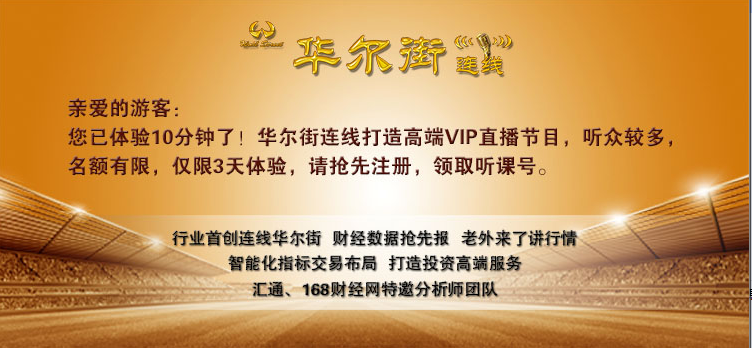 华尔街
连线
亲爱的游客：
您已体验10分钟了！华尔街连线打造高端VIP直播节目，听众较多，
名额有限，仅限3天体验，请抢先注册，领取听课号。
行业首创连线华尔街 财经数据抢先报 老外来了讲行情
智能化指标交易布局 打造投资高端服务
汇通、168财经网特邀分析师团队